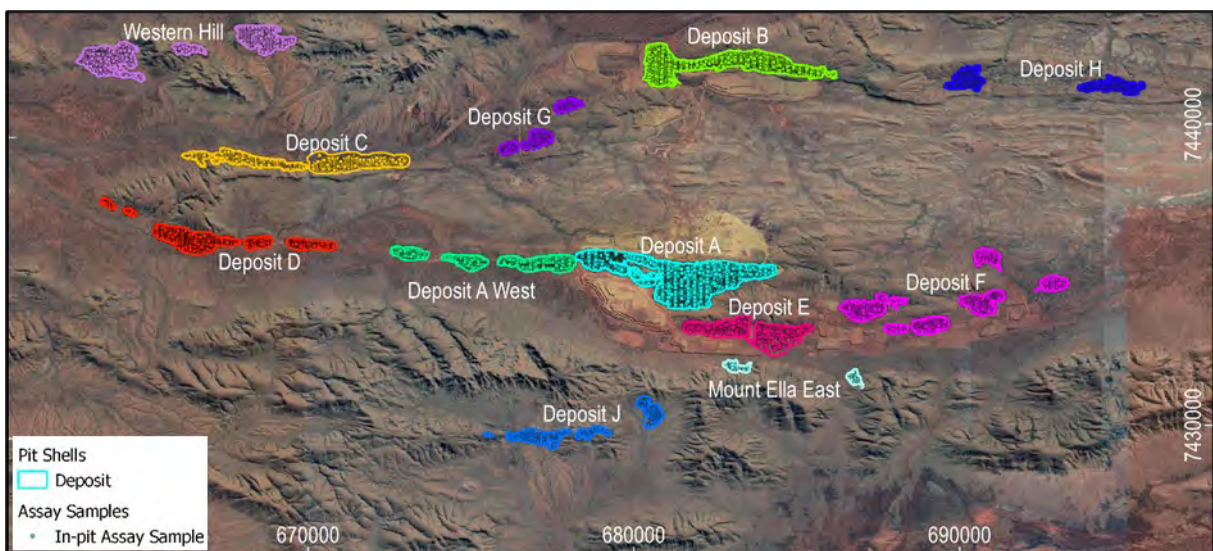 Western Hill
Deposit B
Deposit H
Deposit G
7440000
Deposit C
Deposit A
Deposit D
Deposit A West
Deposit F
Deposit E
Mount Ella East
Deposit J
7430000
Pit Shells
Deposit
Assay Samples
In-pit Assay Sample
670000
680000
690000